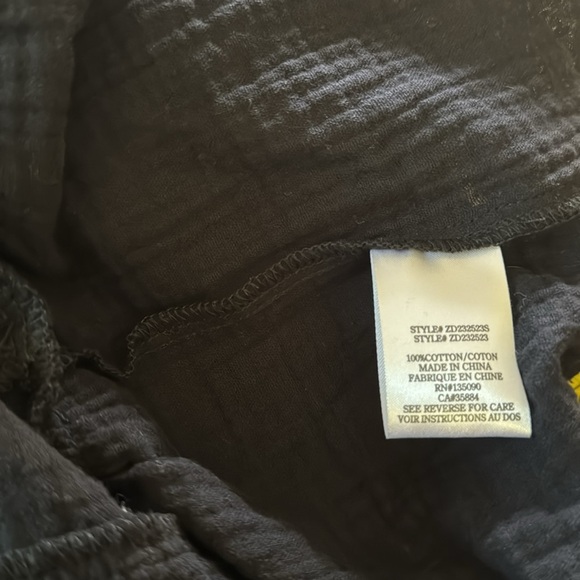 STYLE# ZD232523S
STYLE# ZD232523
100%COTTON/COTON
MADE IN CHINA
FABRIQUE EN CHINE
RN#135090
CA#35884
SEE REVERSE FOR CARE
VOIR INSTRUCTIONS AU DOS